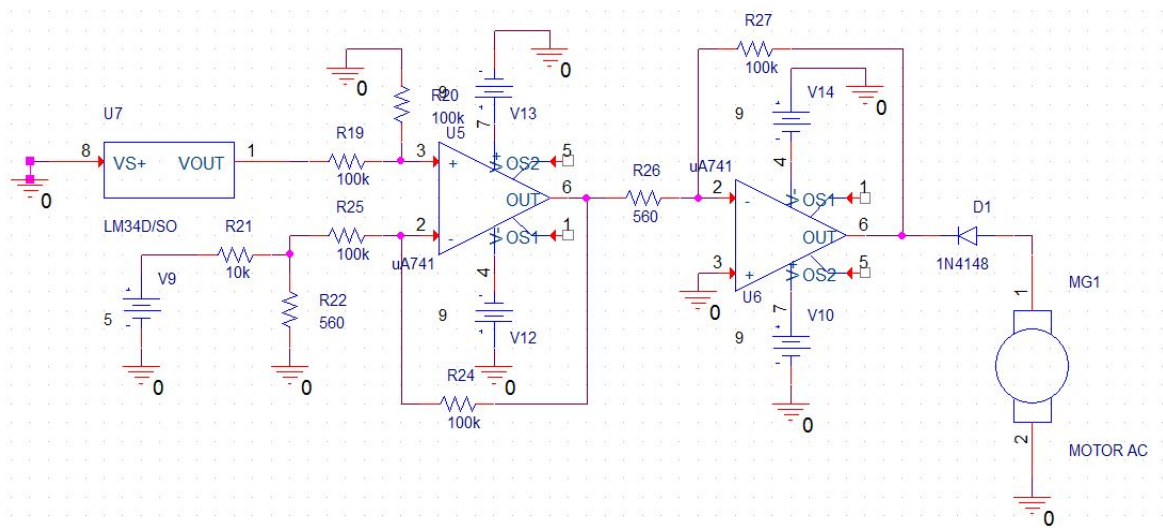 R27
100k
0
0
9
R20
100k
V13
9
V14
0
U7
U5
7
4
R19
3
+
V+
OS2
5
8
VS+
VOUT
1
100k
R26
uA741
2
-
V-
OS1
1
0
OUT
6
560
D1
LM34D/SO
R21
R25
2
-
V-
OS1
1
OUT
6
10k
100k
uA741
4
3
+
V+
OS2
5
1N4148
V9
U6
MG1
5
R22
560
9
V12
0
7
V10
9
1
0
0
R24
0
100k
0
2
MOTOR AC
0